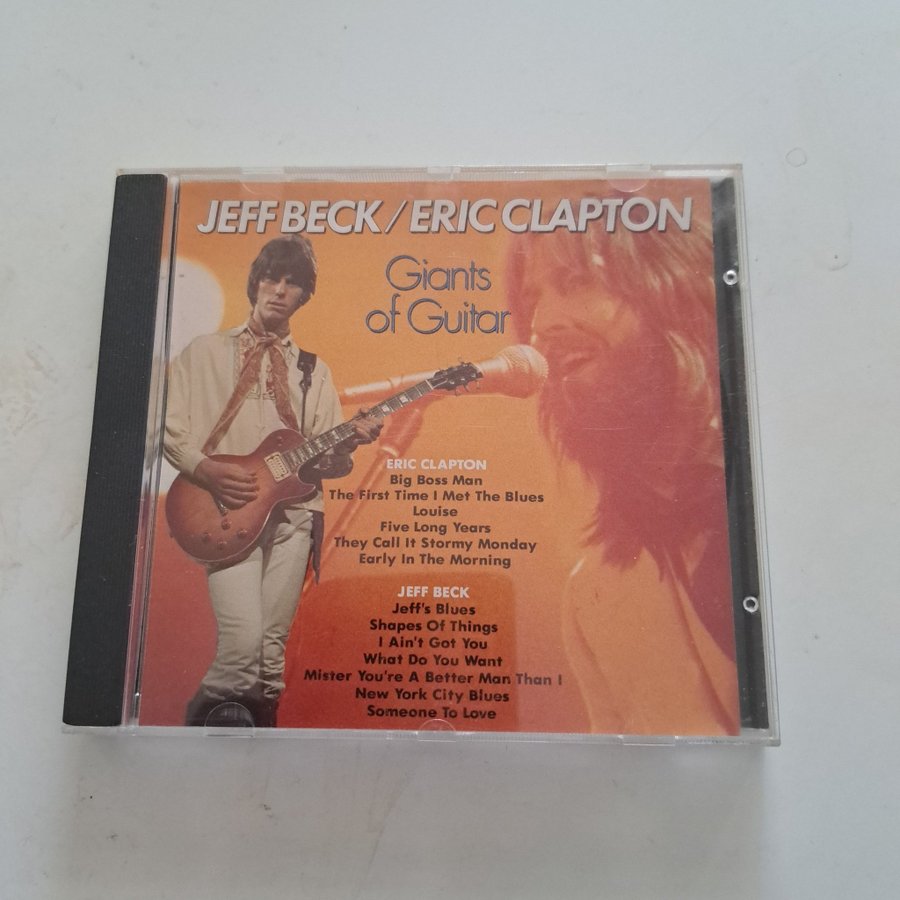 JEFF BECK / ERIC CLAPTON
Giants
of Guitar
ERIC CLAPTON
Big Boss Man
The First Time I Met The Blues
Louise
Five Long Years
They Call It Stormy Monday
Early In The Morning
JEFF BECK
Jeff's Blues
Shapes Of Things
I Ain't Got You
What Do You Want
Mister You're A Better Man Than I
New York City Blues
Someone To Love